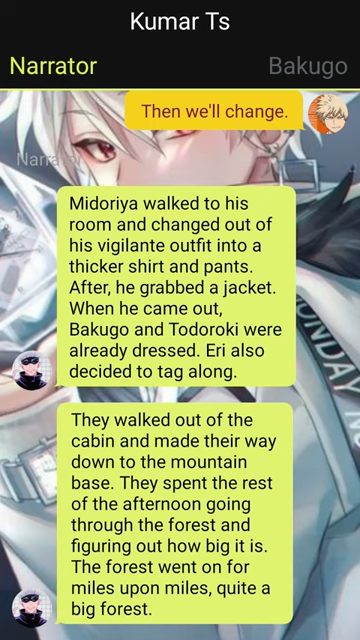 Kumar Ts
Narrator
Bakugo
Then we'll change.
Narrator
Midoriya walked to his
room and changed out of
his vigilante outfit into a
thicker shirt and pants.
After, he grabbed a jacket.
When he came out,
Bakugo and Todoroki were
already dressed. Eri also
decided to tag along.
They walked out of the
cabin and made their way
down to the mountain
base. They spent the rest
of the afternoon going
through the forest and
figuring out how big it is.
The forest went on for
miles upon miles, quite a
big forest.